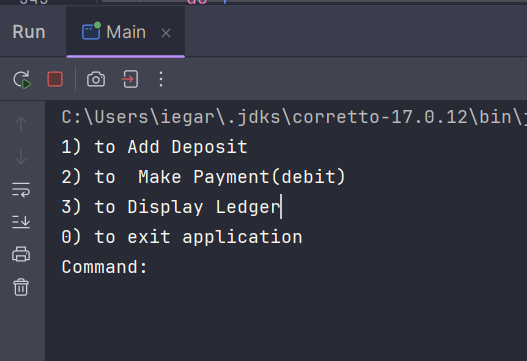 Run
Main
C:\Users\iegar\.jdks\corretto-17.0.12\bin\
1) to Add Deposit
2) to  Make Payment(debit)
3) to Display Ledger
0) to exit application
Command: